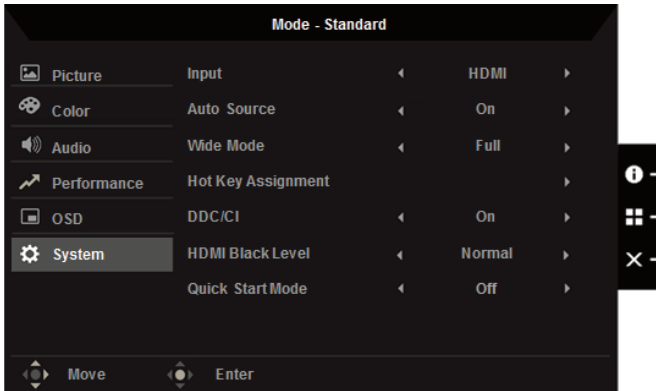 Mode - Standard
Picture
Color
Audio
Performance
OSD
System
Input HDMI
Auto Source On
Wide Mode Full
Hot Key Assignment
DDC/CI On
HDMI Black Level Normal
Quick Start Mode Off
Move Enter